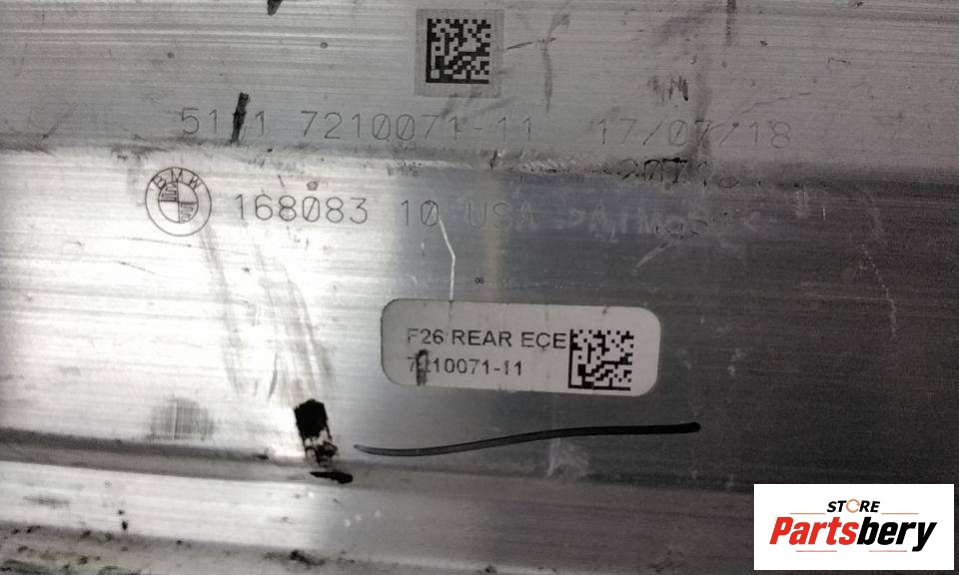 5111 7210071-11 17/07/18
BMW
168083 10 USA
F26 REAR ECE
7210071-11
STORE
Partsbery